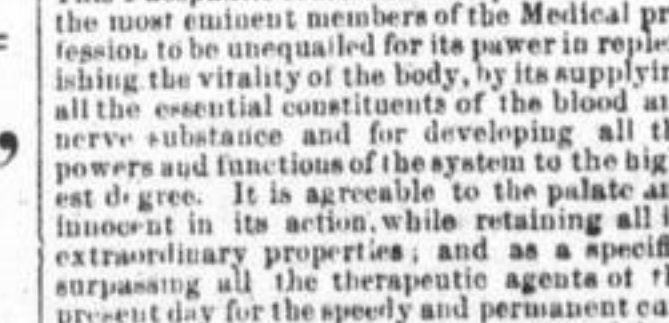 the most eminent members of the Medical pr
fession to be unequalled for its pawer in reple
ishing the vitality of the body, by its supplyin
all the essential constituents of the blood an
nerve substance and for developing all th
powers and functions of the system to the hig
est degree. It is agreeable to the palate an
innocent in its action, while retaining all
extraordinary properties; and as a specifi
surpassing all the therapeutic agents of t
present day for the speedy and permanent co